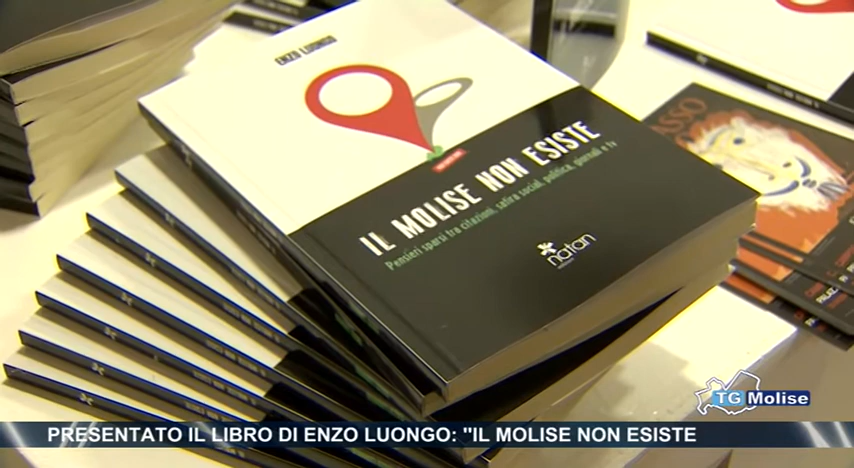 ENZO LUONGO
IL MOLISE NON ESISTE
Pensieri sparsi tra citazioni, satira social, politica, giornali e tv
natan
TG Molise
PRESENTATO IL LIBRO DI ENZO LUONGO: "IL MOLISE NON ESISTE